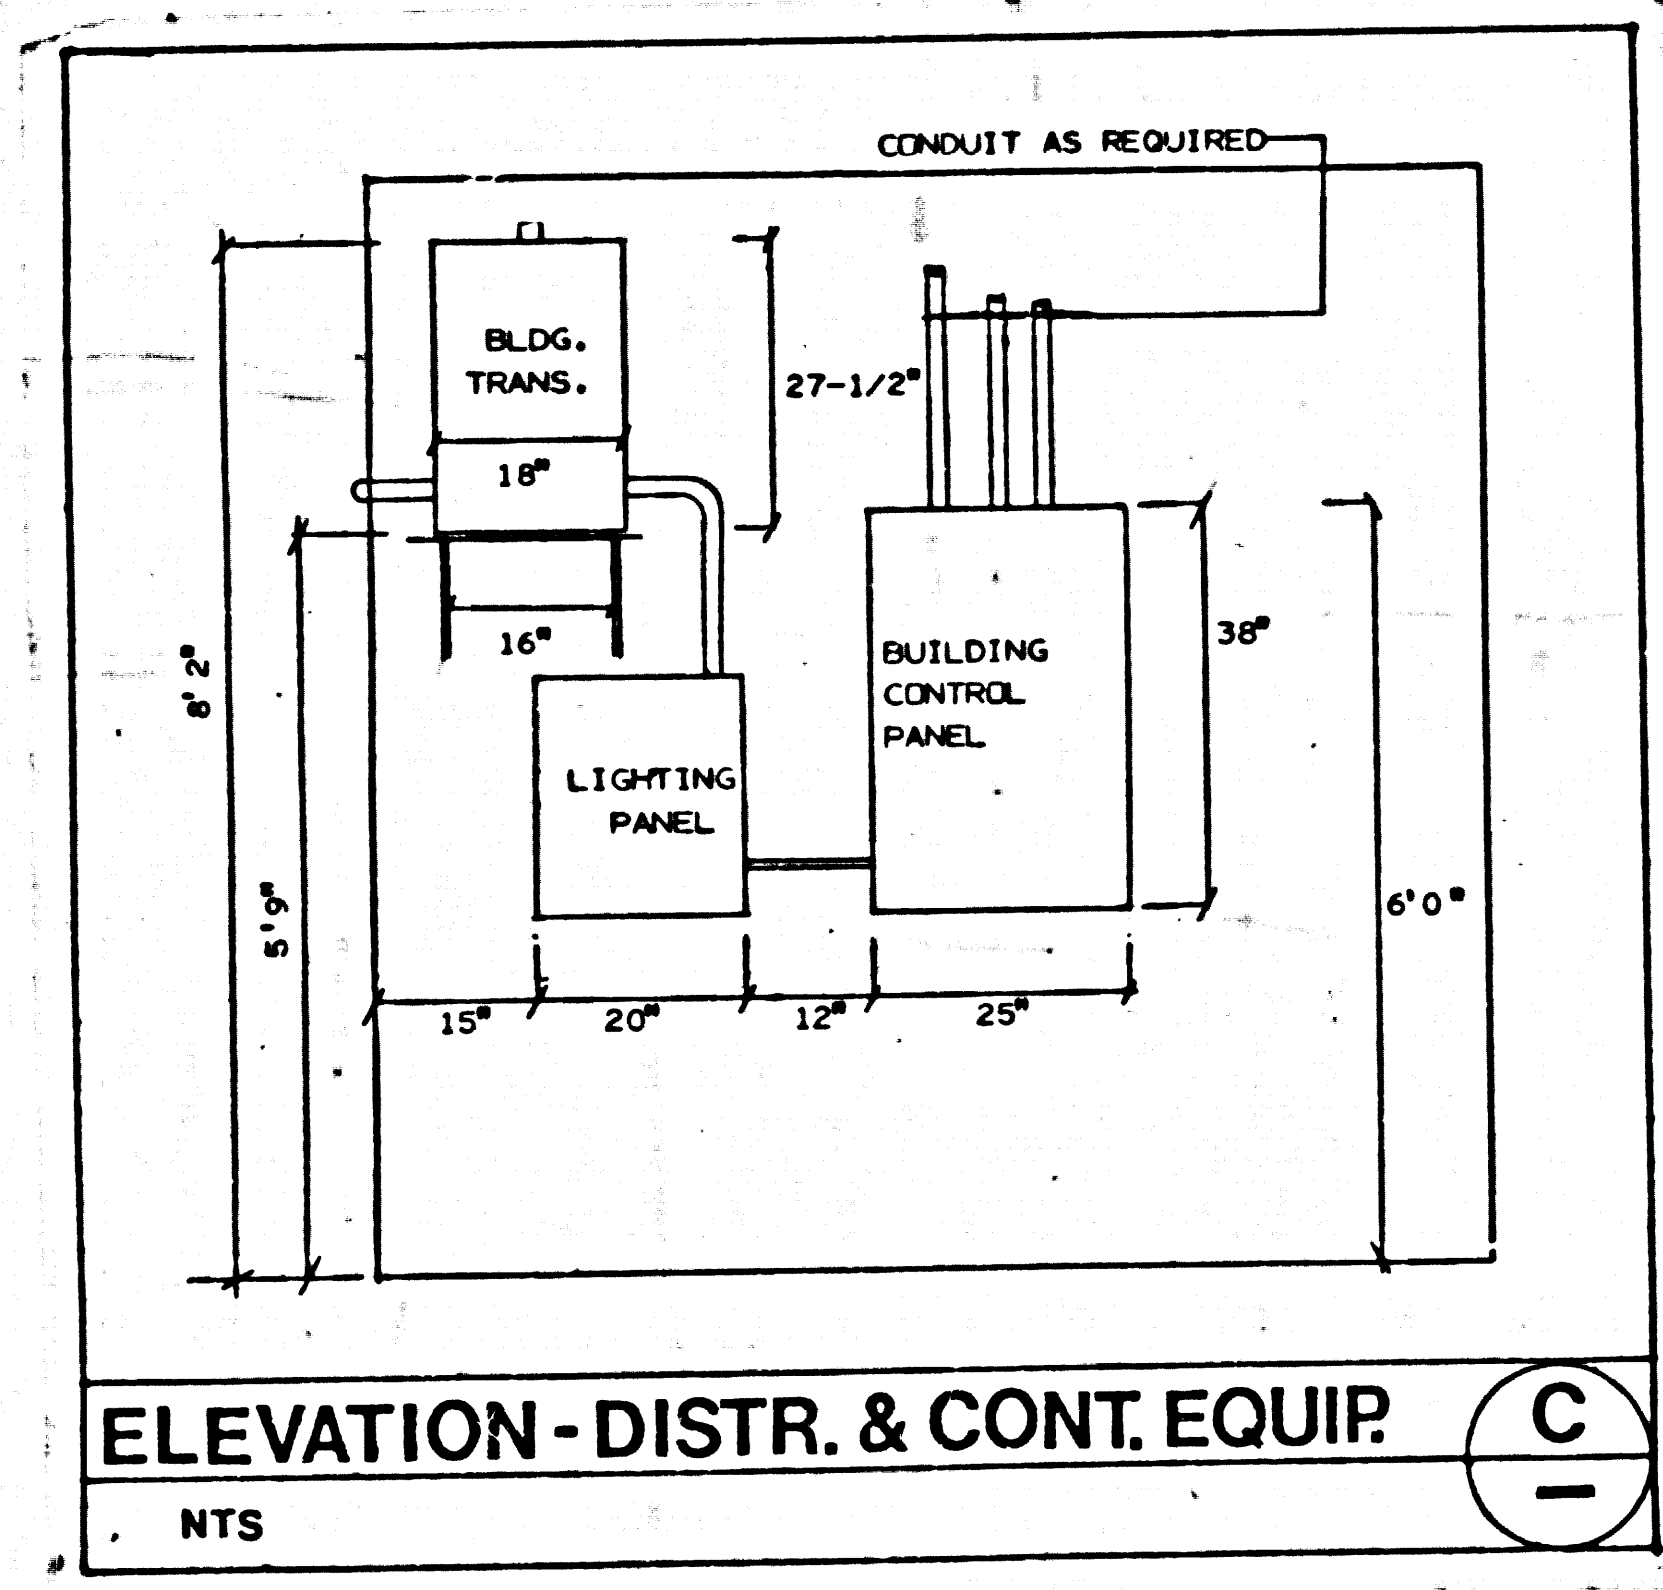 CONDUIT AS REQUIRED
BLDG.
TRANS.
27-1/2"
18"
16"
8'2"
5'9"
38"
BUILDING
CONTROL
PANEL
LIGHTING
PANEL
6'0"
15"
20"
12"
25"
ELEVATION - DISTR. & CONT. EQUIP.
C
–
NTS